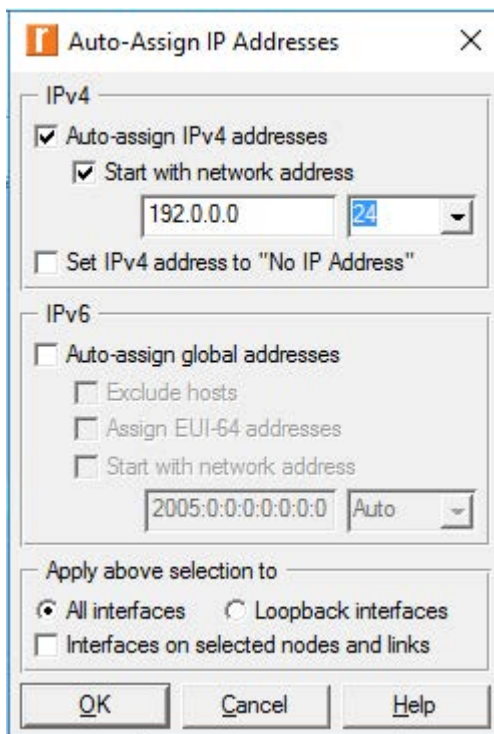 Auto-Assign IP Addresses
IPv4
Auto-assign IPv4 addresses
Start with network address
192.0.0.0 24
Set IPv4 address to "No IP Address"
IPv6
Auto-assign global addresses
Exclude hosts
Assign EUI-64 addresses
Start with network address
2005:0:0:0:0:0:0:0 Auto
Apply above selection to
All interfaces Loopback interfaces
Interfaces on selected nodes and links
OK Cancel Help